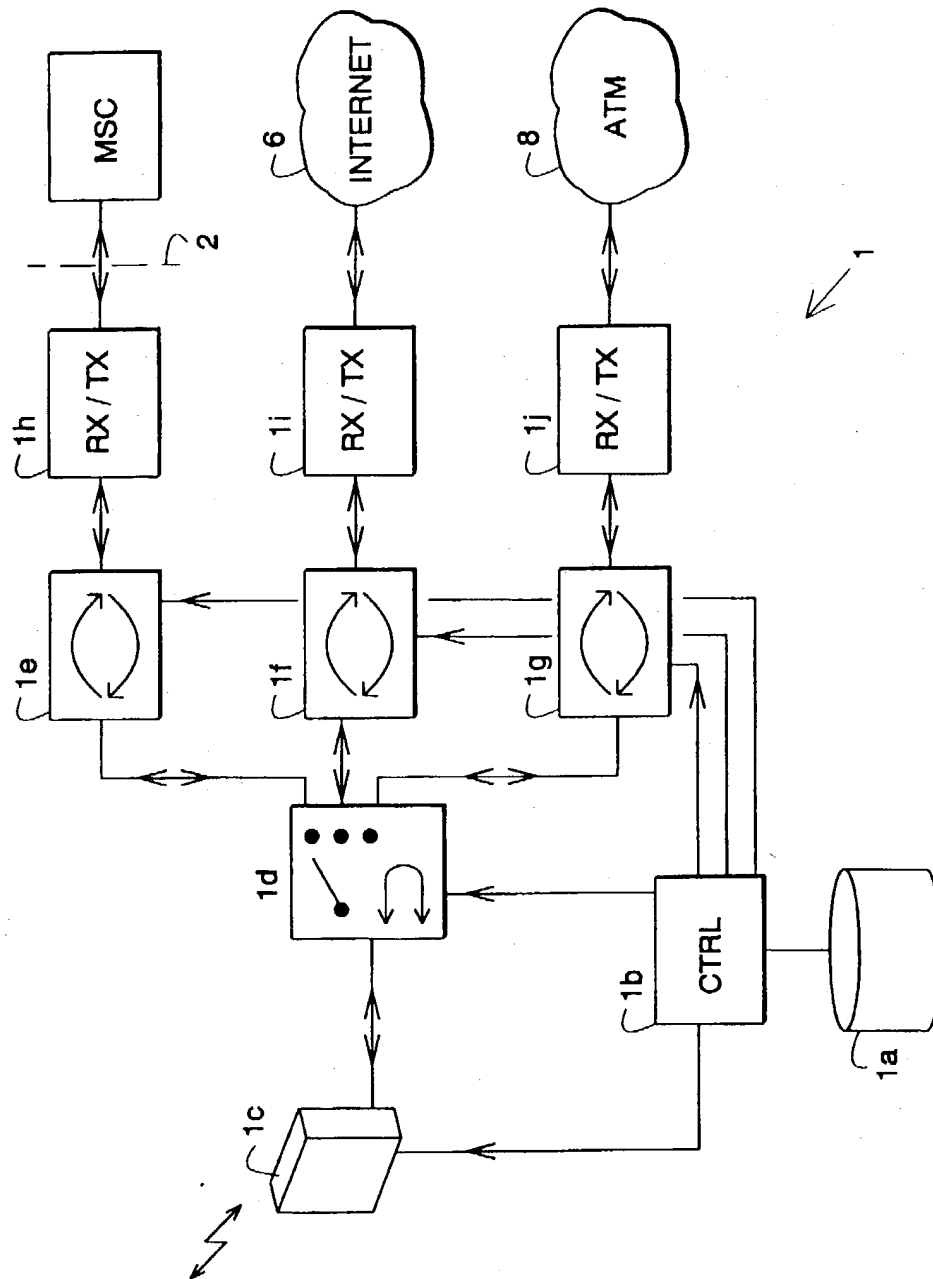 MSC
2
1h
RX / TX
1e
6
INTERNET
1i
RX / TX
1f
1d
8
ATM
1j
RX / TX
1g
1
1c
1b
CTRL
1a